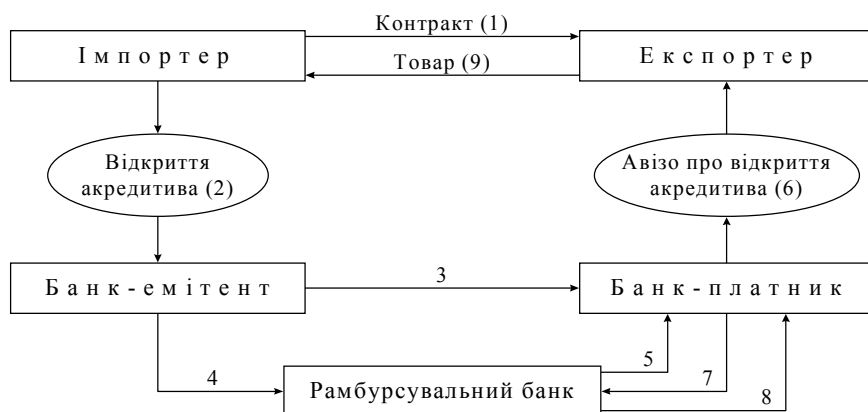 Контракт (1)
Імпортер
Експортер
Товар (9)
Відкриття
акредитива (2)
Авізо про відкриття
акредитива (6)
Банк-емітент
3
Банк-платник
4
Рамбурсувальний банк
5
7
8